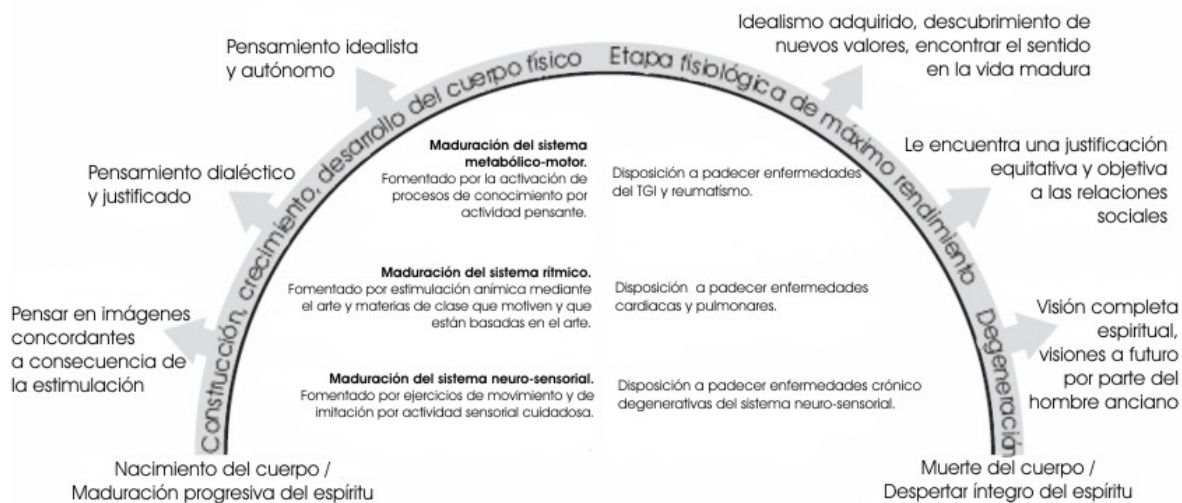 Pensamiento idealista
y autónomo
Idealismo adquirido, descubrimiento de
nuevos valores, encontrar el sentido
en la vida madura
Construcción, crecimiento, desarrollo del cuerpo físico
Etapa fisiológica de máximo rendimiento
Degeneración
Pensamiento dialéctico
y justificado
Maduración del sistema
metabólico-motor.
Fomentado por la activación de
procesos de conocimiento por
actividad pensante.
Disposición a padecer enfermedades
del TGI y reumatísmo.
Le encuentra una justificación
equitativa y objetiva
a las relaciones
sociales
Pensar en imágenes
concordantes
a consecuencia de
la estimulación
Maduración del sistema rítmico.
Fomentado por estimulación anímica mediante
el arte y materias de clase que motiven y que
están basadas en el arte.
Disposición a padecer enfermedades
cardiacas y pulmonares.
Visión completa
espiritual,
visiones a futuro
por parte del
hombre anciano
Maduración del sistema neuro-sensorial.
Fomentado por ejercicios de movimiento y de
imitación por actividad sensorial cuidadosa.
Disposición a padecer enfermedades crónico
degenerativas del sistema neuro-sensorial.
Nacimiento del cuerpo /
Maduración progresiva del espíritu
Muerte del cuerpo /
Despertar íntegro del espíritu